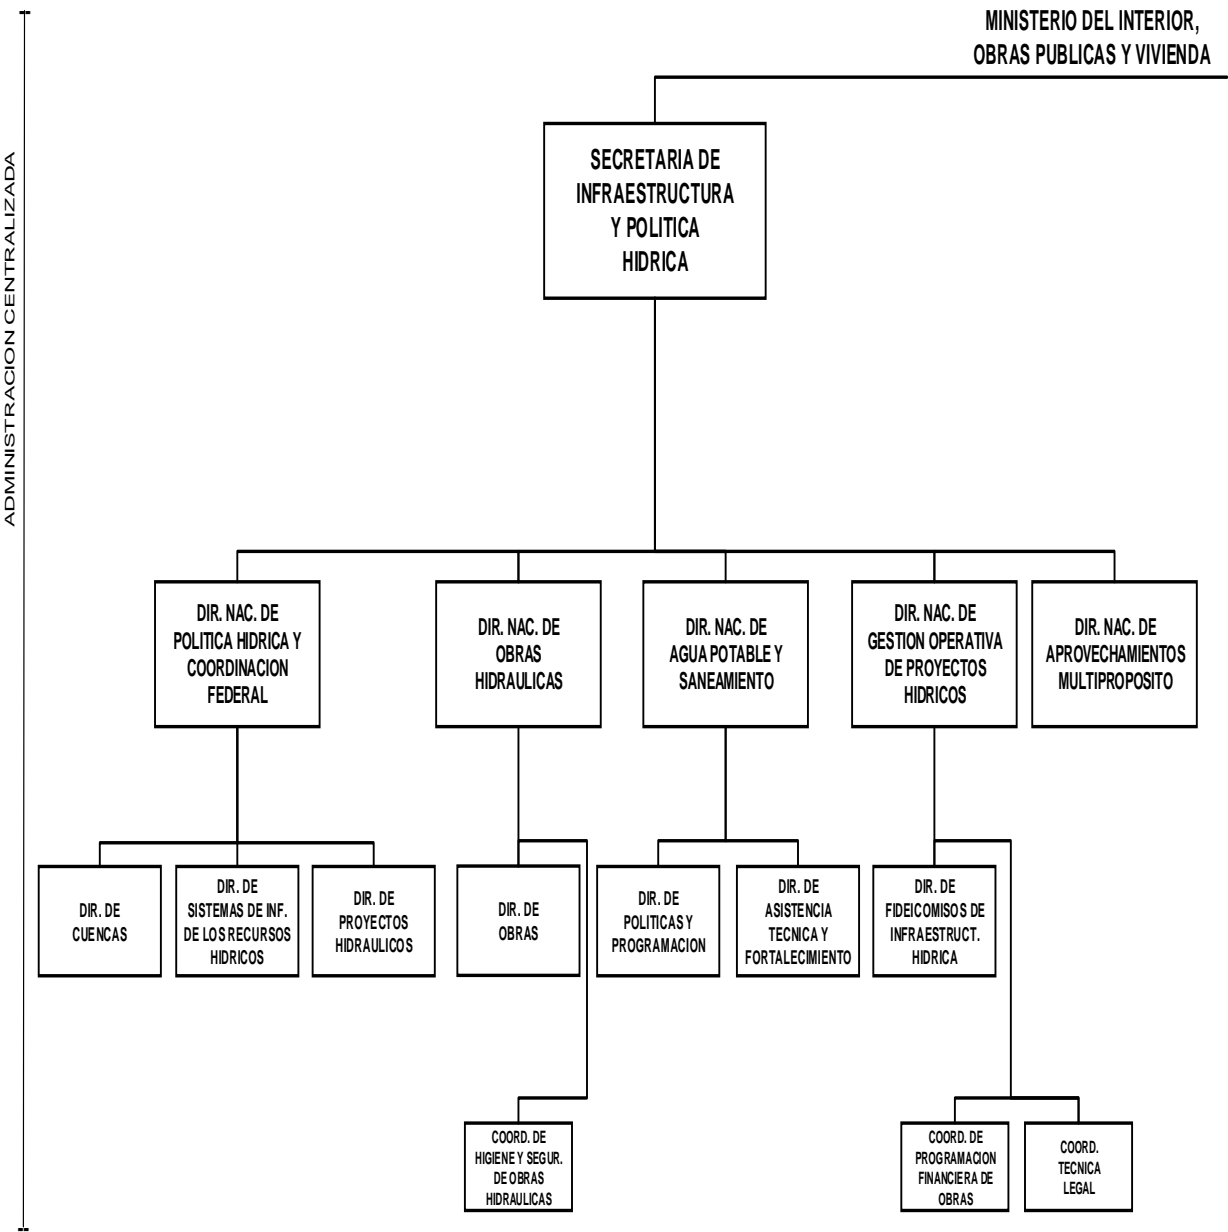 MINISTERIO DEL INTERIOR,
OBRAS PUBLICAS Y VIVIENDA
ADMINISTRACION CENTRALIZADA
SECRETARIA DE
INFRAESTRUCTURA
Y POLITICA
HIDRICA
DIR. NAC. DE
POLITICA HIDRICA Y
COORDINACION
FEDERAL
DIR. NAC. DE
OBRAS
HIDRAULICAS
DIR. NAC. DE
AGUA POTABLE Y
SANEAMIENTO
DIR. NAC. DE
GESTION OPERATIVA
DE PROYECTOS
HIDRICOS
DIR. NAC. DE
APROVECHAMIENTOS
MULTIPROPOSITO
DIR. DE
CUENCAS
DIR. DE
SISTEMAS DE INF.
DE LOS RECURSOS
HIDRICOS
DIR. DE
PROYECTOS
HIDRAULICOS
DIR. DE
OBRAS
DIR. DE
POLITICAS Y
PROGRAMACION
DIR. DE
ASISTENCIA
TECNICA Y
FORTALECIMIENTO
DIR. DE
FIDEICOMISOS DE
INFRAESTRUCT.
HIDRICA
COORD. DE
HIGIENE Y SEGUR.
DE OBRAS
HIDRAULICAS
COORD. DE
PROGRAMACION
FINANCIERA DE
OBRAS
COORD.
TECNICA
LEGAL